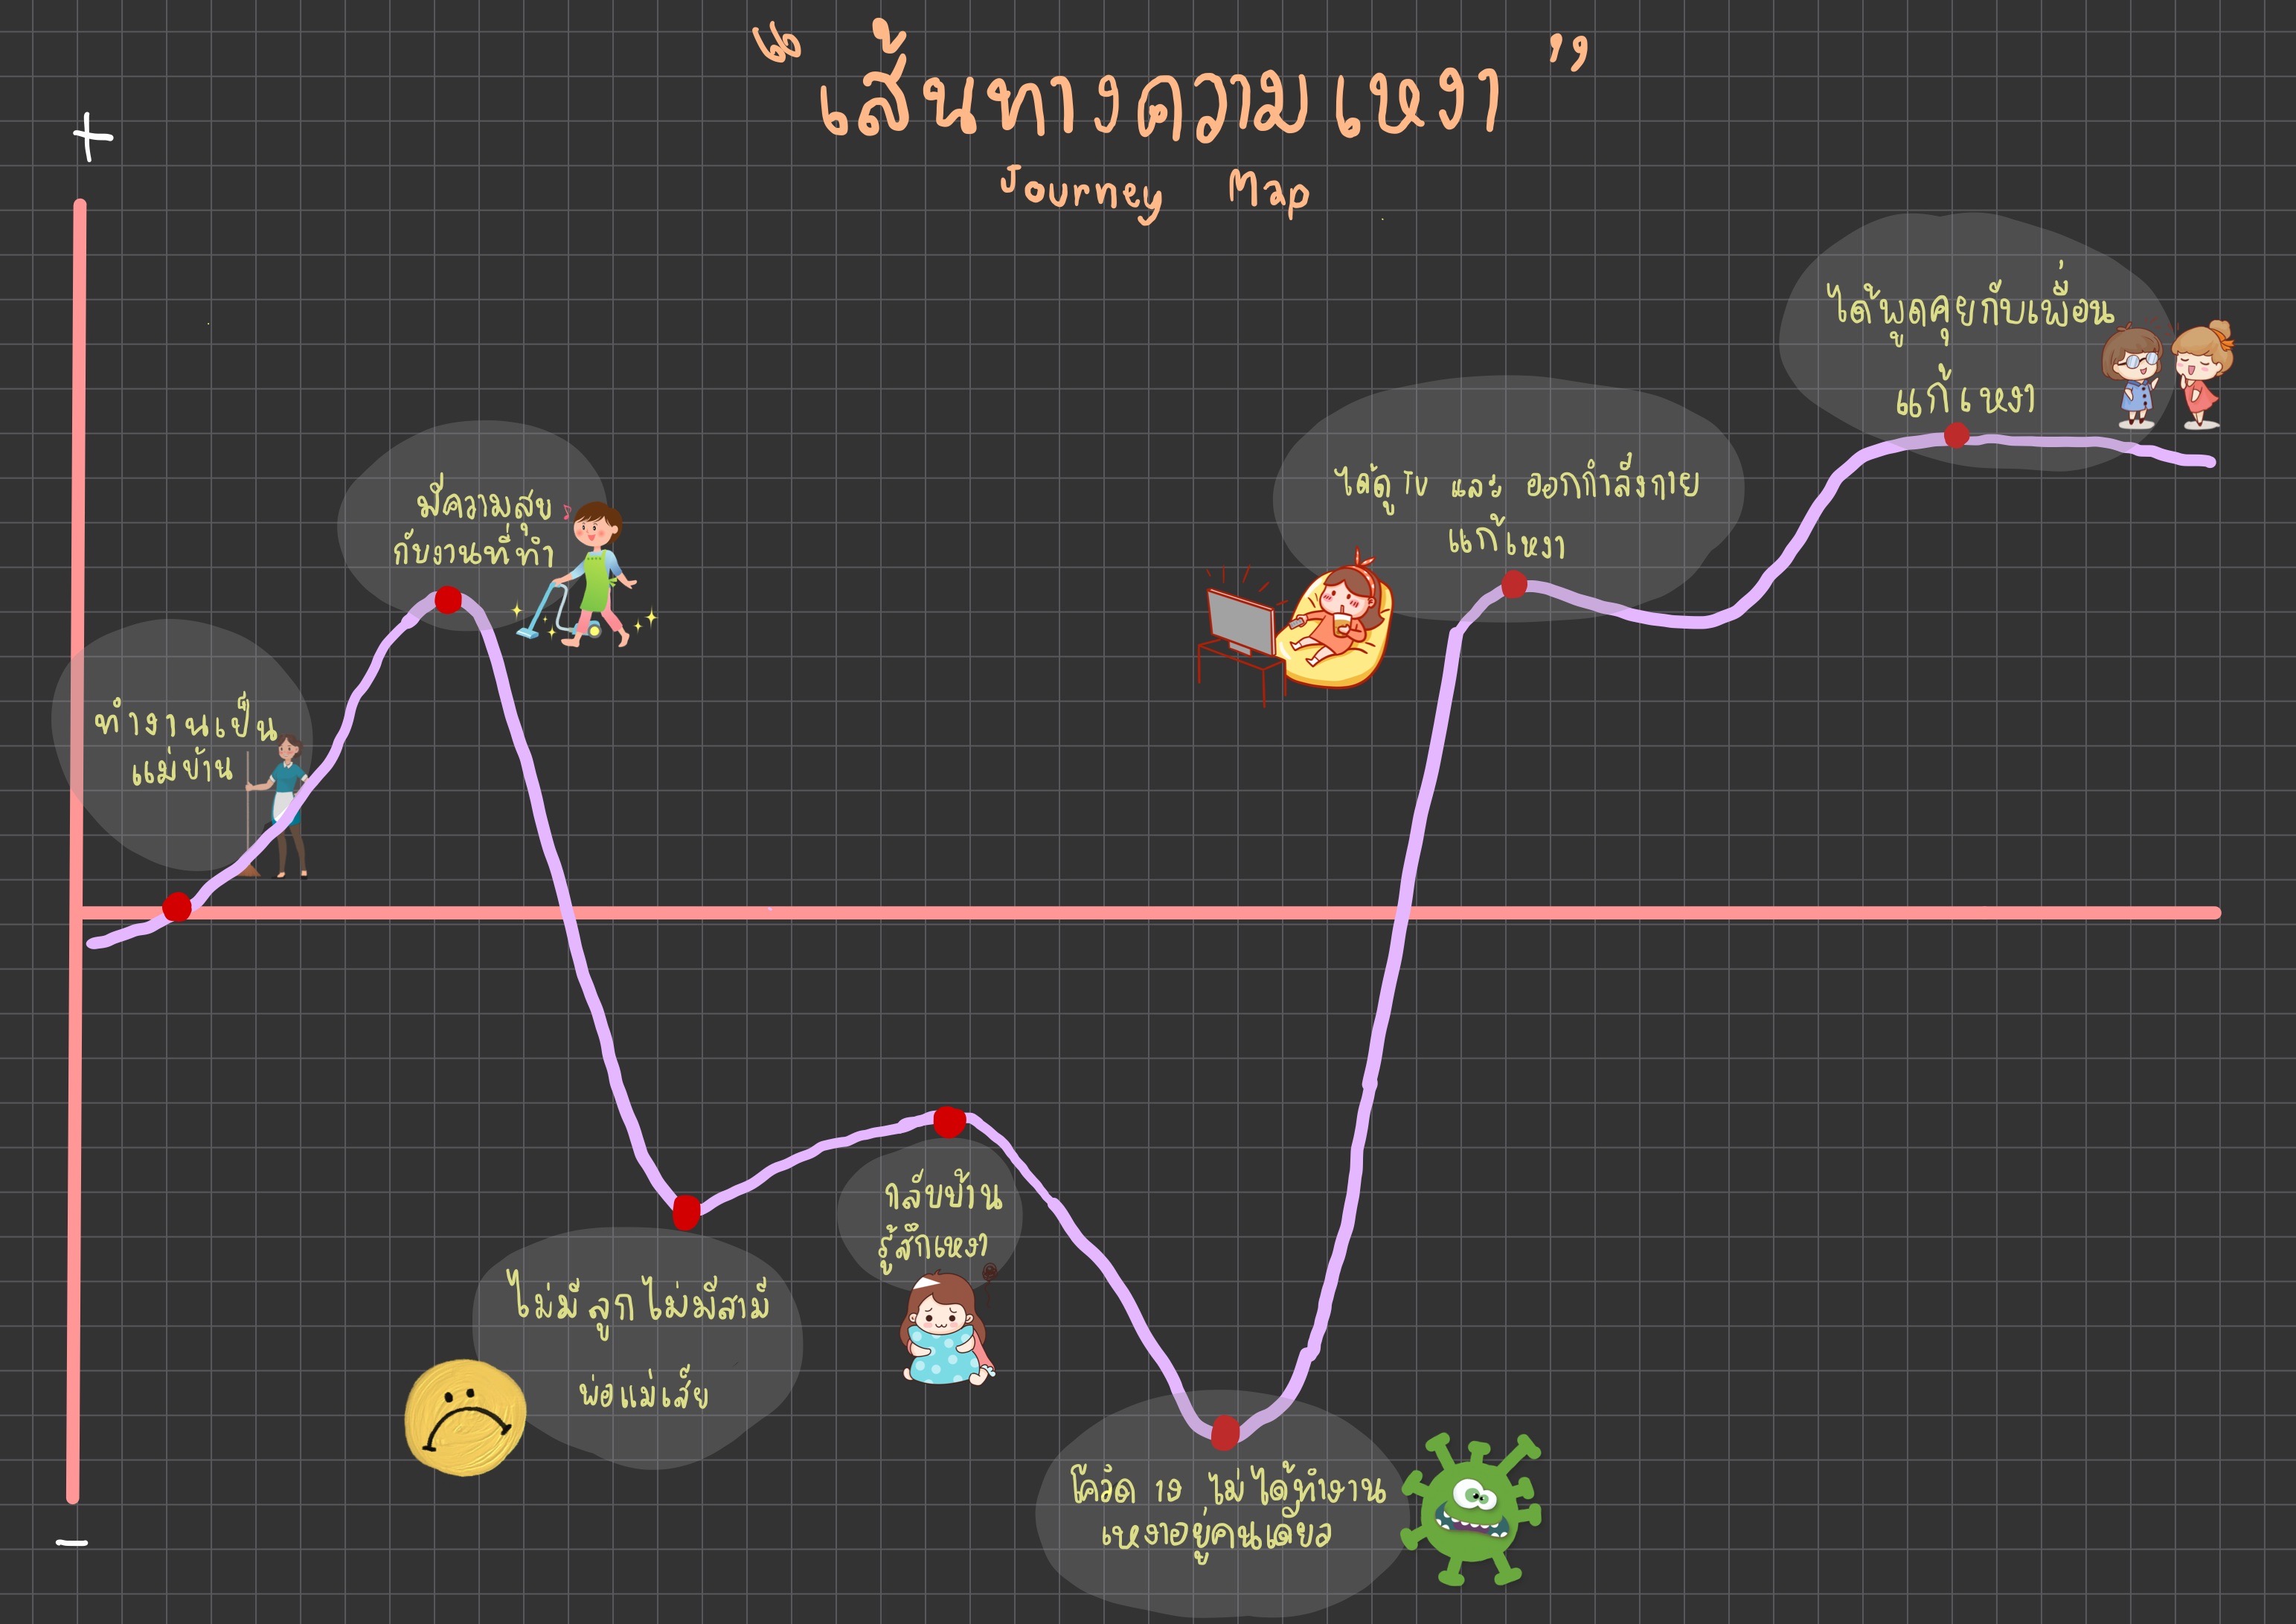 “เส้นทางความเหงา”
Journey Map
+
ทำงานเป็น
แม่บ้าน
มีความสุข
กับงานที่ทำ
ไม่มีลูก ไม่มีสามี
พ่อแม่เสีย
กลับบ้าน
รู้สึกเหงา
โควิด 19 ไม่ได้ทำงาน
เหงาอยู่คนเดียว
ได้ดู TV และ ออกกำลังกาย
แก้เหงา
ได้พูดคุยกับเพื่อน
แก้เหงา
—